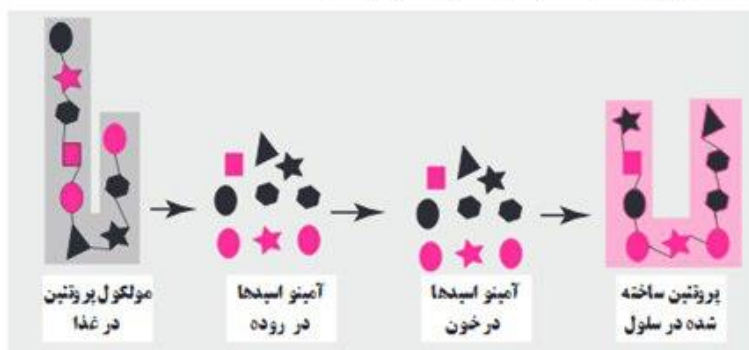 مولکول پروتئین
در غذا
آمینو اسیدها
در روده
آمینو اسیدها
در خون
پروتئین ساخته
شده در سلول